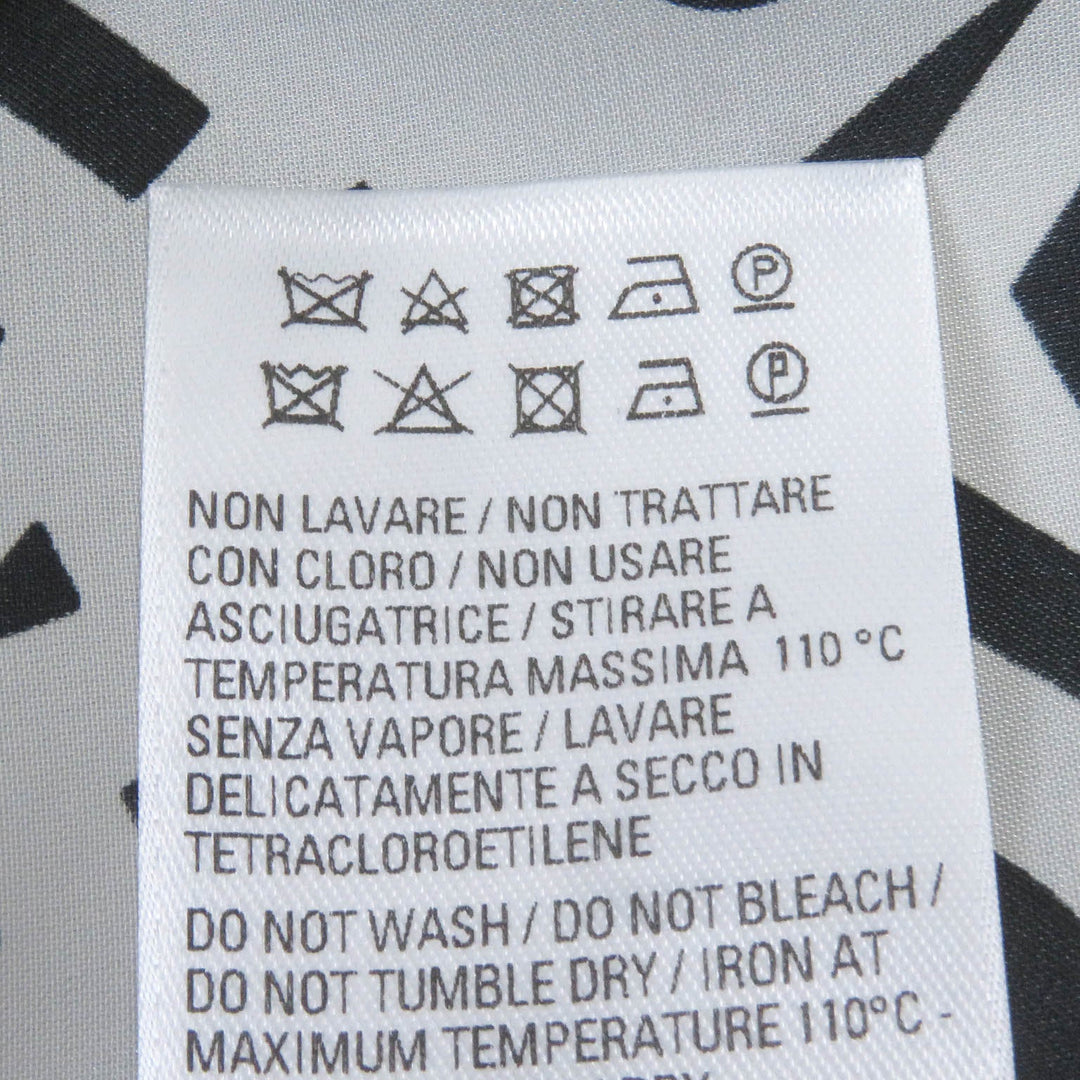 P
P
NON LAVARE / NON TRATTARE
CON CLORO / NON USARE
ASCIUGATRICE / STIRARE A
TEMPERATURA MASSIMA 110 °C
SENZA VAPORE / LAVARE
DELICATAMENTE A SECCO IN
TETRACLOROETILENE
DO NOT WASH / DO NOT BLEACH /
DO NOT TUMBLE DRY / IRON AT
MAXIMUM TEMPERATURE 110°C -